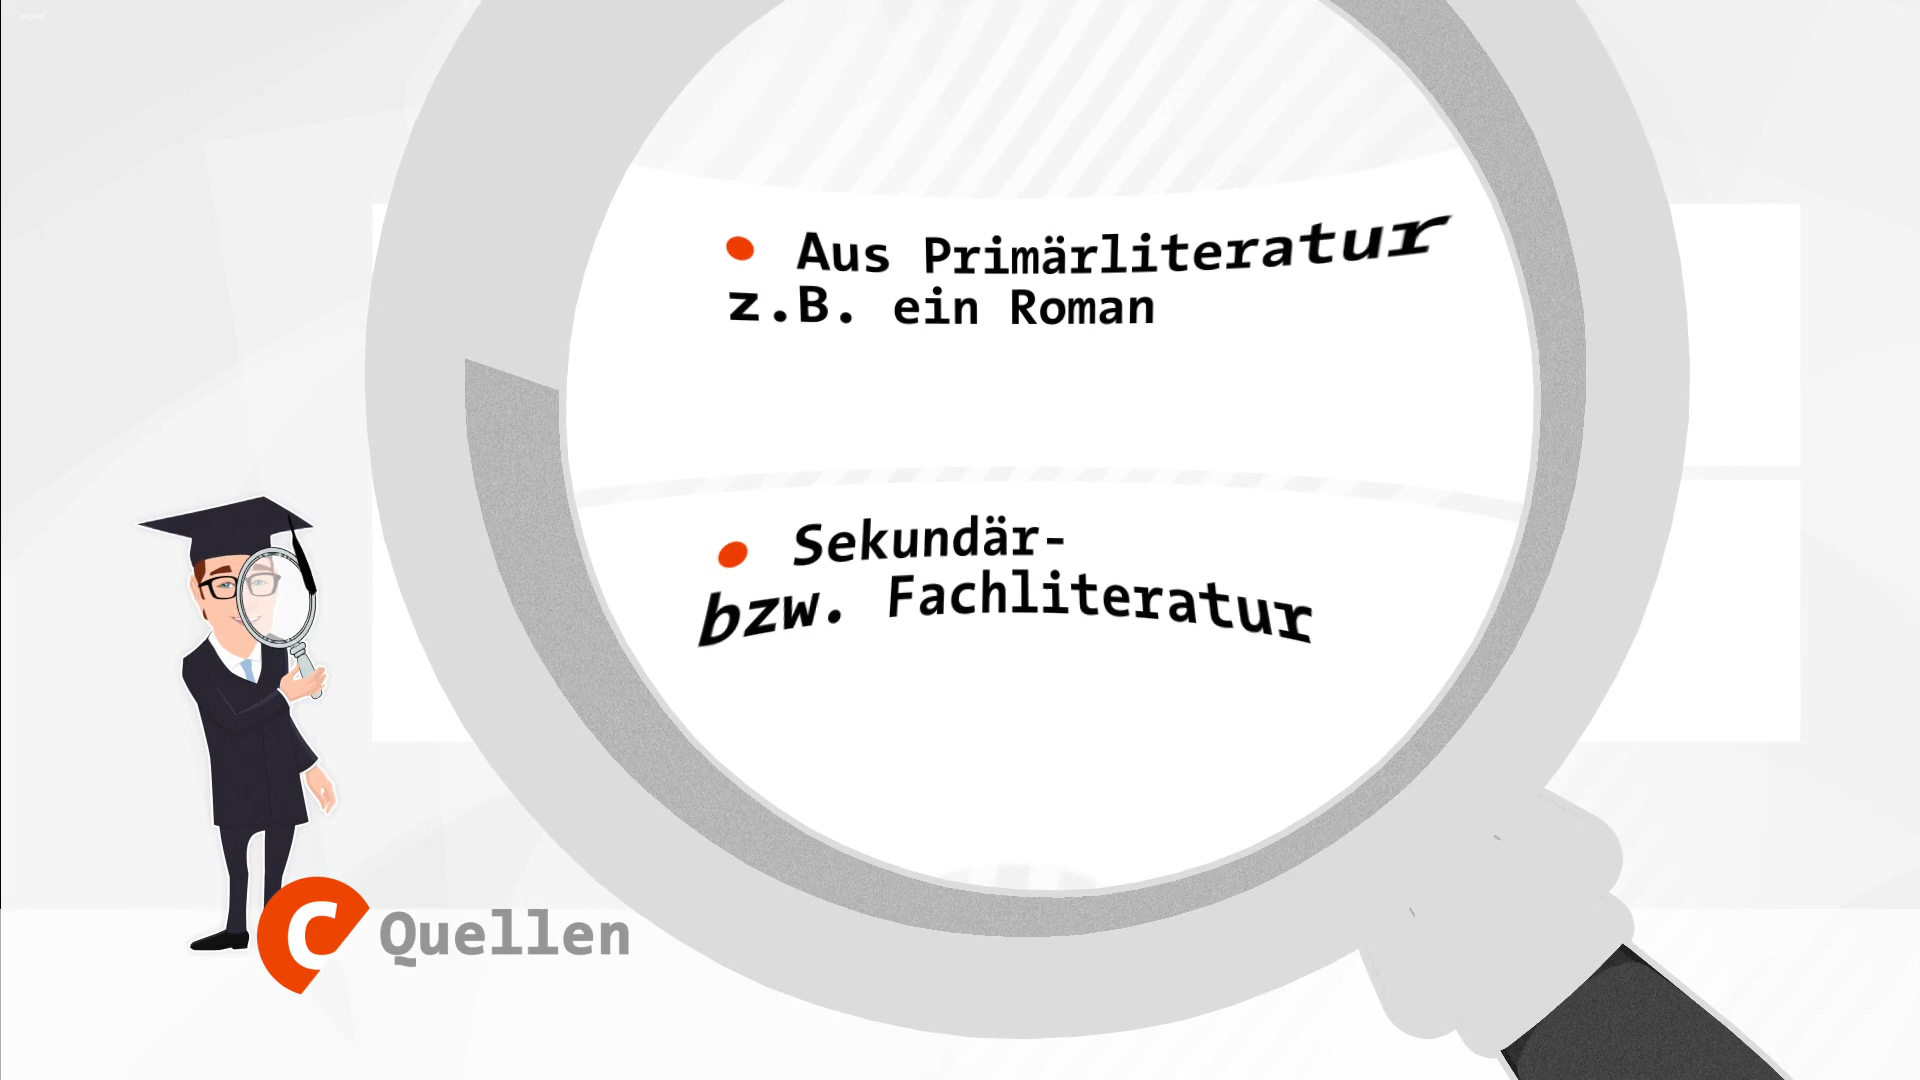 • Aus Primärliteratur
z.B. ein Roman
• Sekundär-
bzw. Fachliteratur
C Quellen